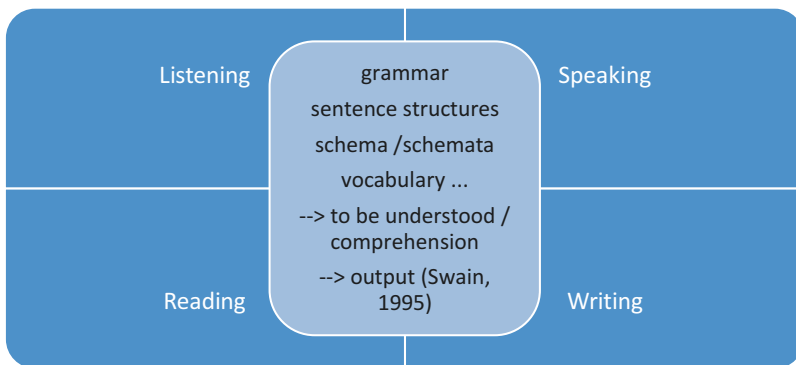 Listening
Speaking
grammar
sentence structures
schema /schemata
vocabulary ...
--> to be understood /
comprehension
--> output (Swain,
1995)
Reading
Writing